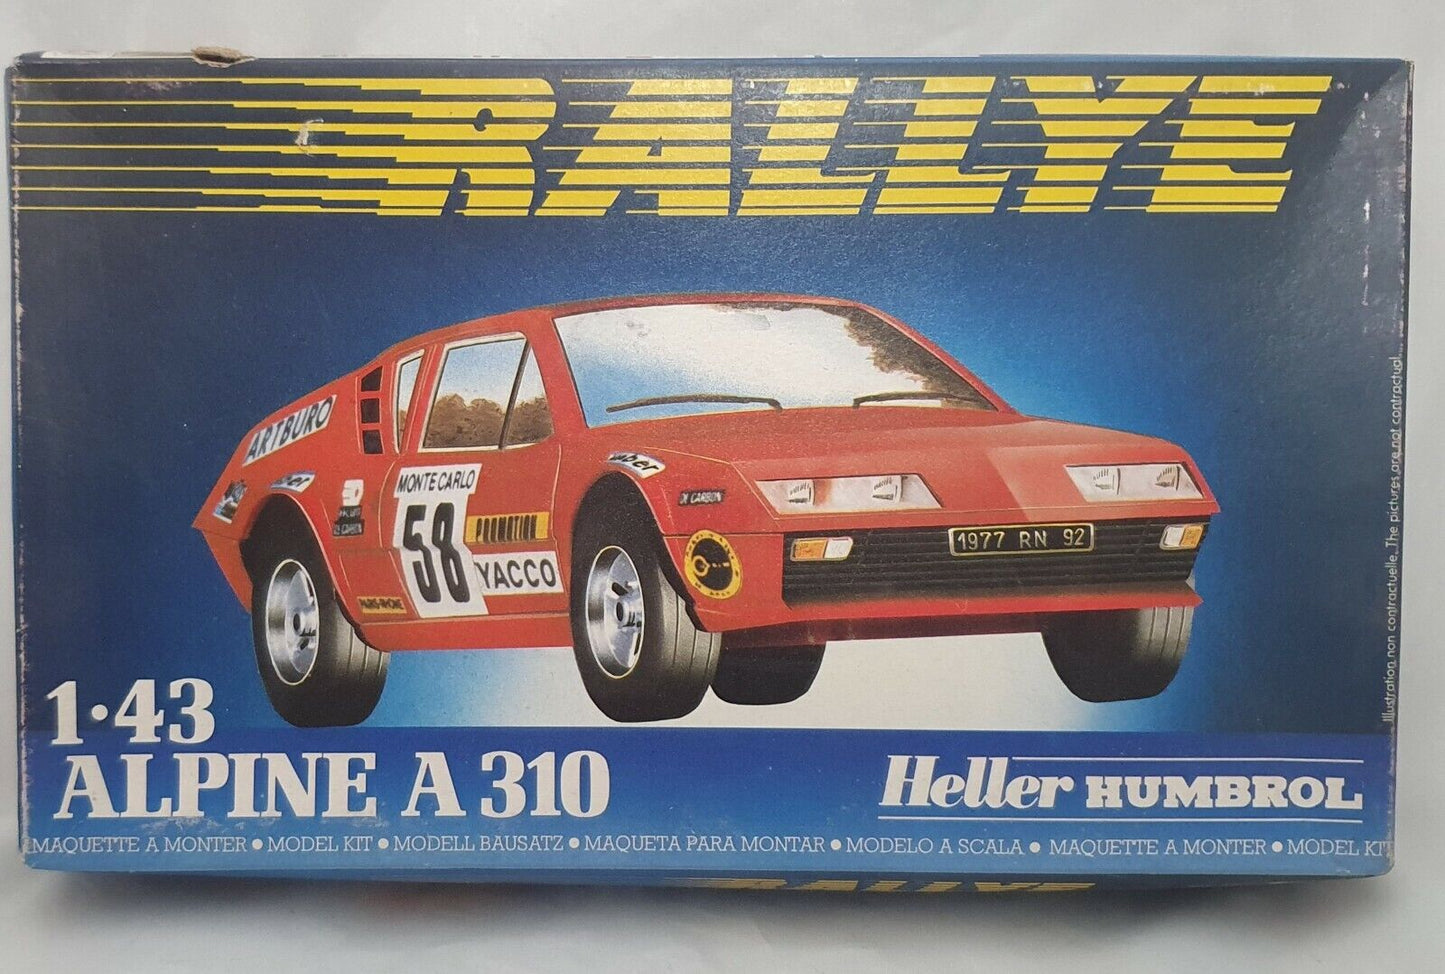 RALLYE
ARTBURO
MONTE CARLO
58
PROMOTION
YACCO
CARBON
1977 RN 92
1·43
ALPINE A 310
Heller HUMBROL
MAQUETTE A MONTER ● MODEL KIT ● MODELL BAUSATZ ● MAQUETA PARA MONTAR ● MODELO A SCALA ● MAQUETTE A MONTER ● MODEL KIT
Illustration non contractuelle. The pictures are not contractual.
RALLYE